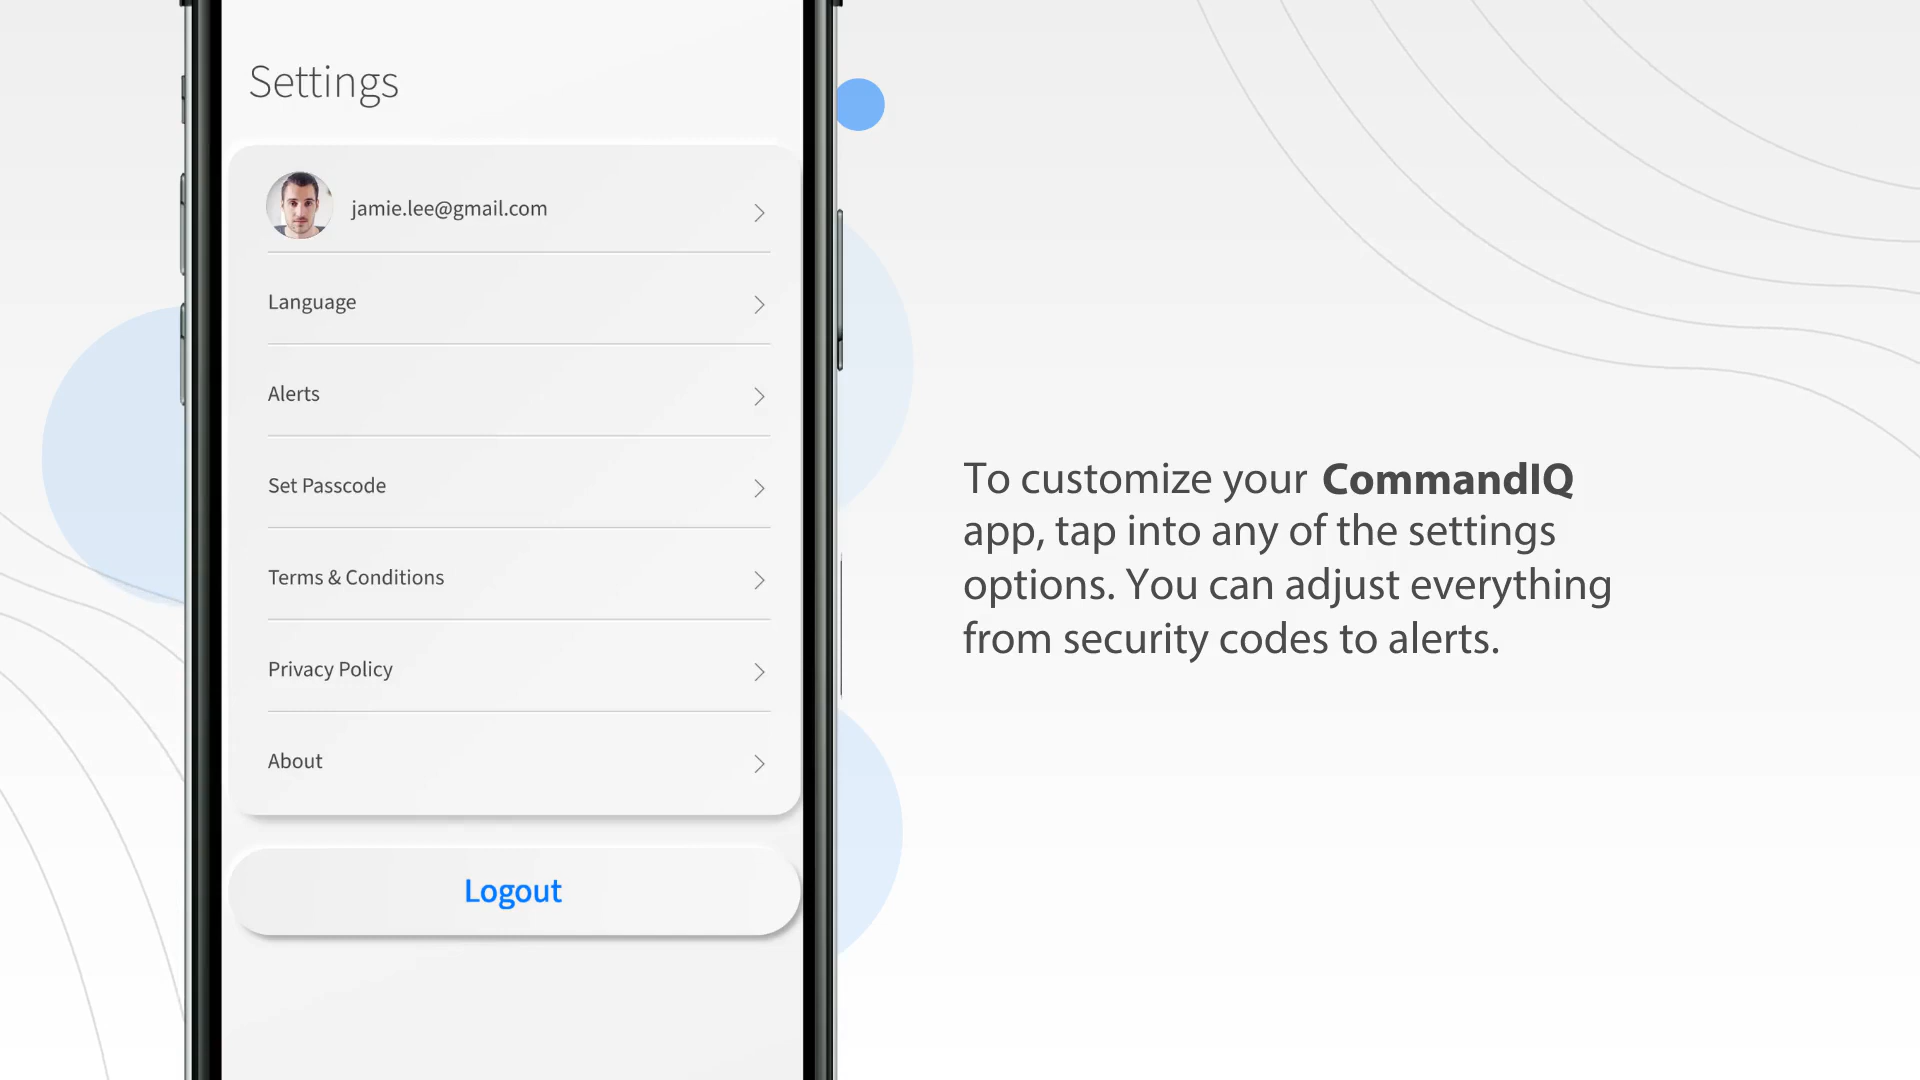 Settings
jamie.lee@gmail.com
Language
Alerts
Set Passcode
Terms & Conditions
Privacy Policy
About
Logout
To customize your CommandIQ
app, tap into any of the settings
options. You can adjust everything
from security codes to alerts.